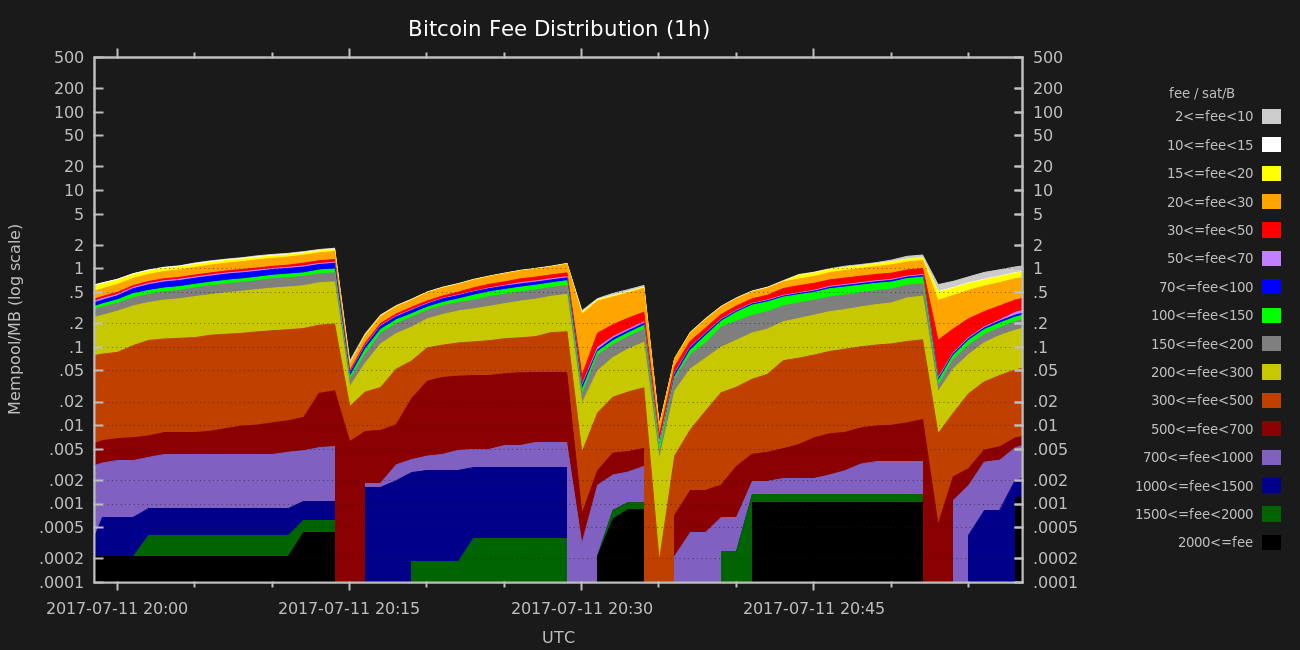 Bitcoin Fee Distribution (1h)
Mempool/MB (log scale)
500
200
100
50
20
10
5
2
1
.5
.2
.1
.05
.02
.01
.005
.002
.001
.0005
.0002
.0001
500
200
100
50
20
10
5
2
1
.5
.2
.1
.05
.02
.01
.005
.002
.001
.0005
.0002
.0001
2017-07-11 20:00
2017-07-11 20:15
2017-07-11 20:30
2017-07-11 20:45
UTC
fee / sat/B
2<=fee<10
10<=fee<15
15<=fee<20
20<=fee<30
30<=fee<50
50<=fee<70
70<=fee<100
100<=fee<150
150<=fee<200
200<=fee<300
300<=fee<500
500<=fee<700
700<=fee<1000
1000<=fee<1500
1500<=fee<2000
2000<=fee